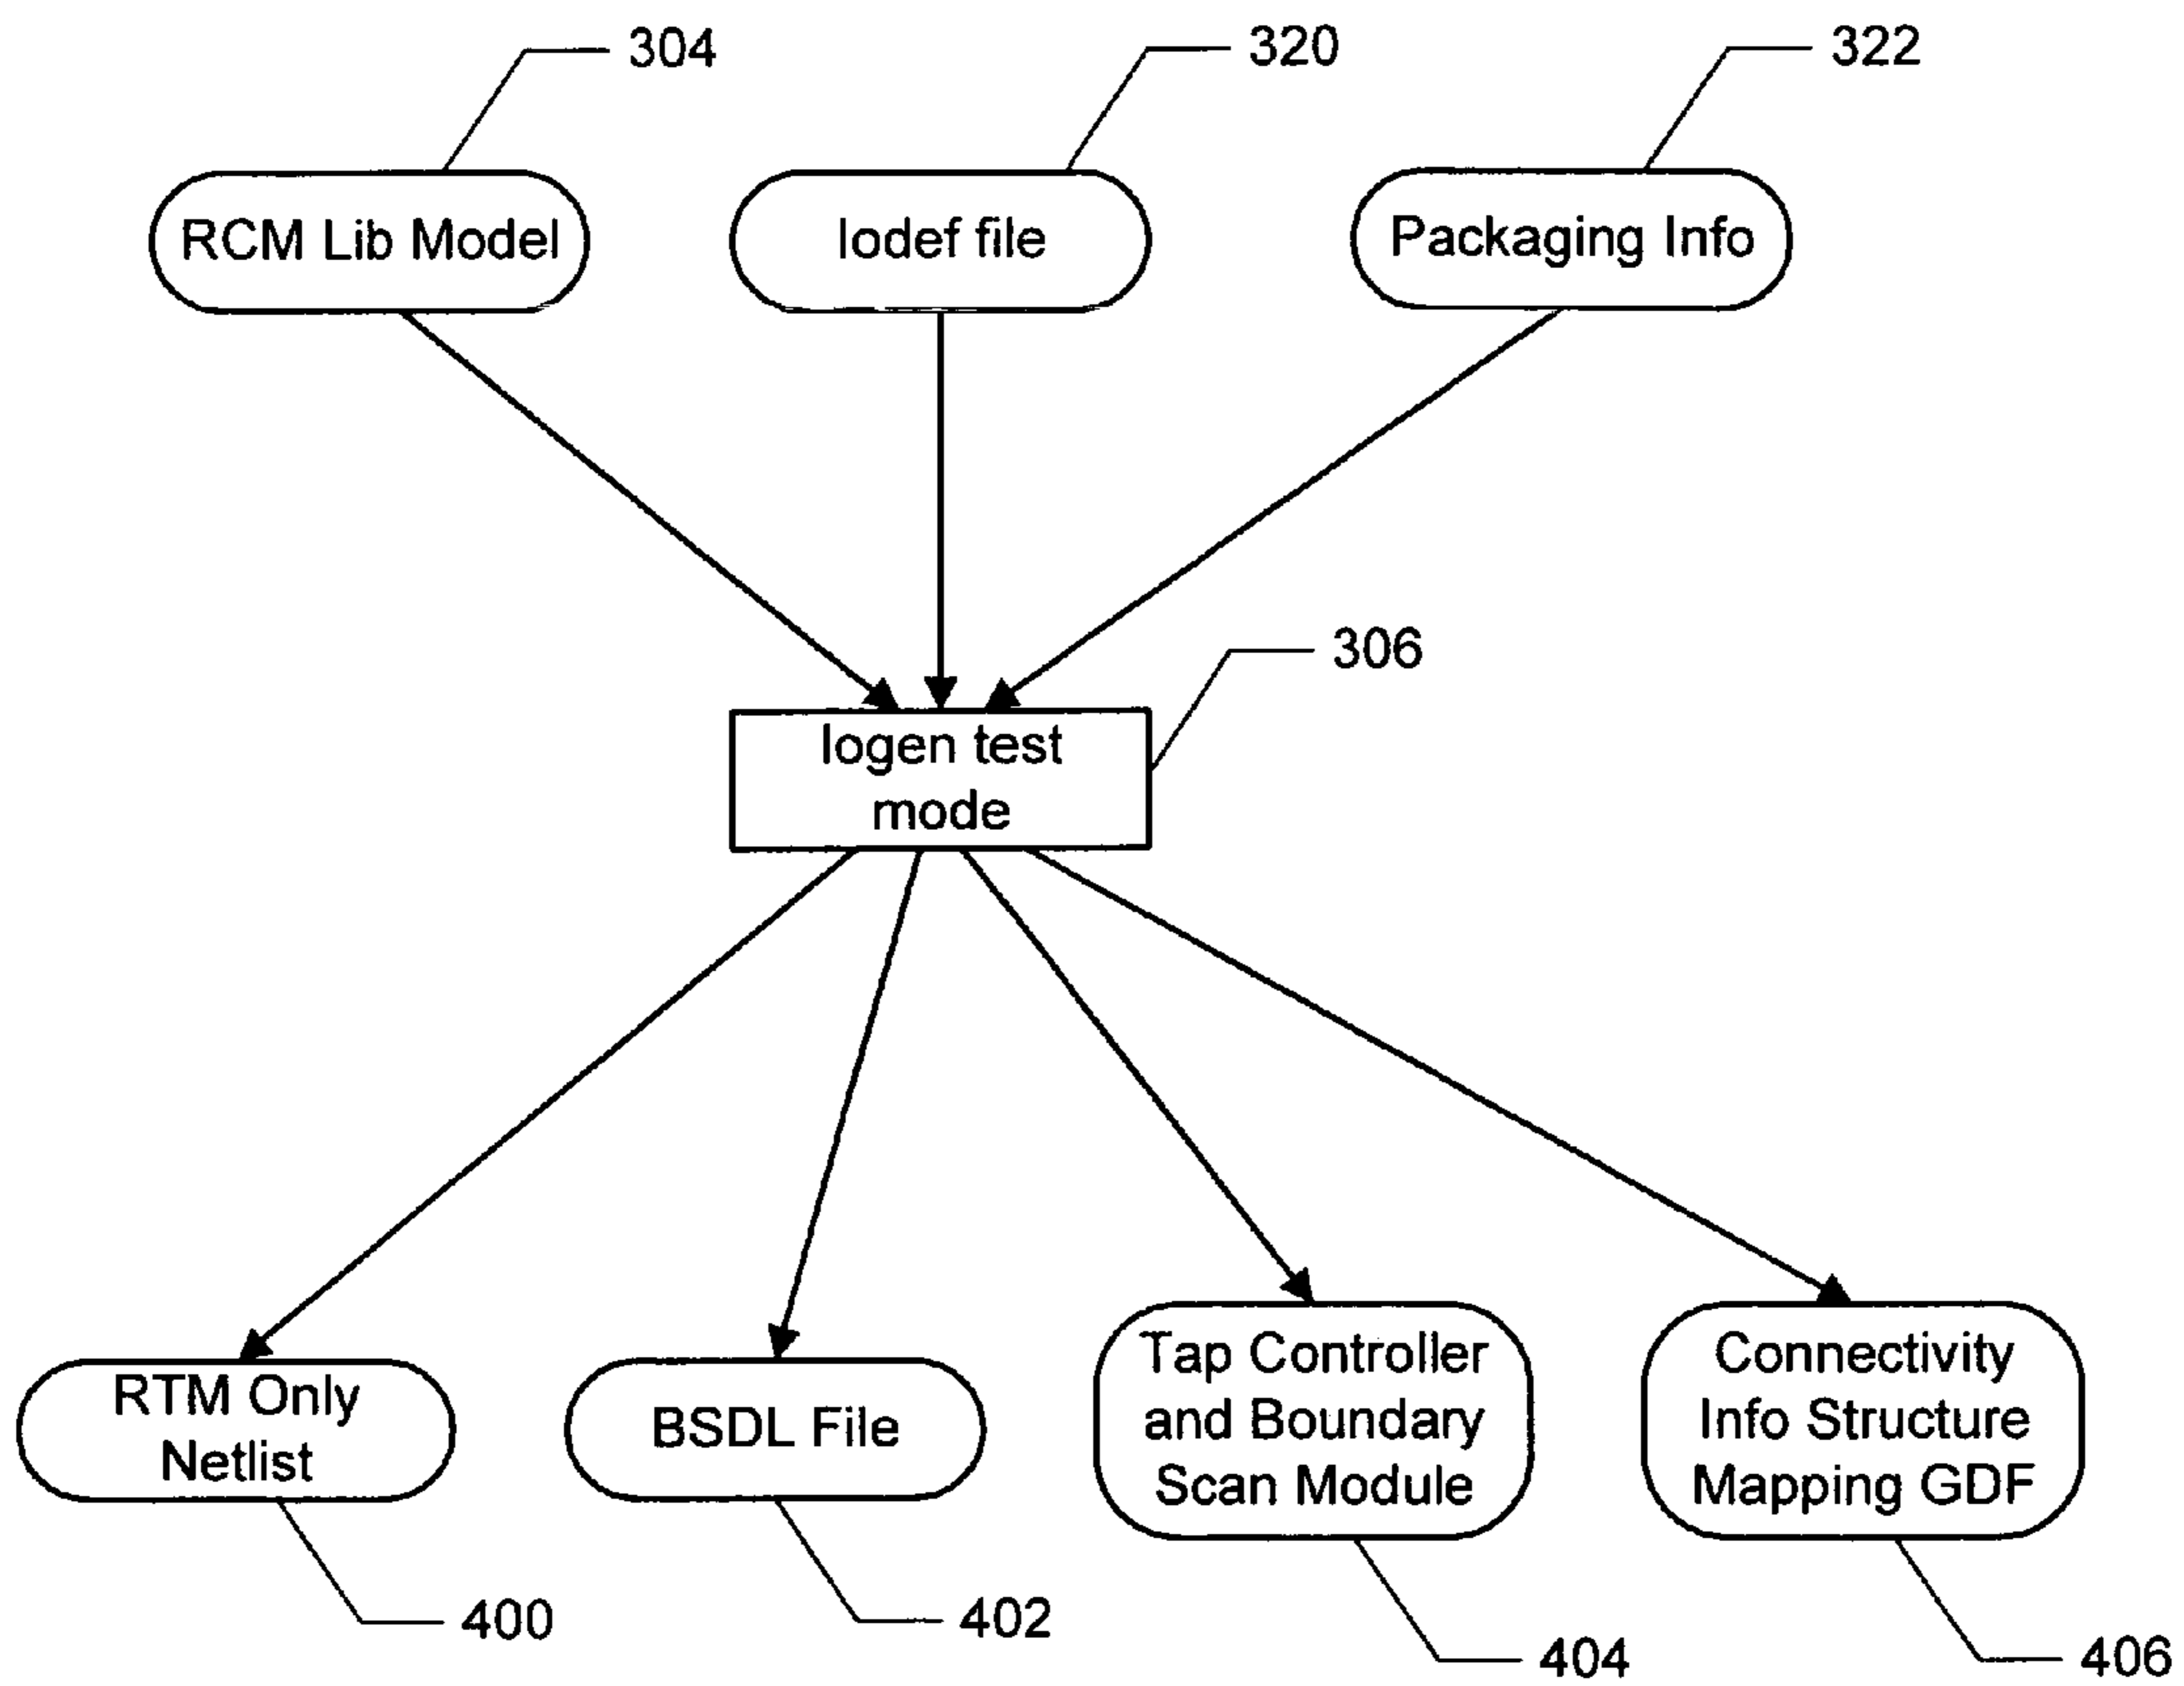 304
320
322
RCM Lib Model
Iodef file
Packaging Info
306
Iogen test
mode
RTM Only
Netlist
BSDL File
Tap Controller
and Boundary
Scan Module
Connectivity
Info Structure
Mapping GDF
400
402
404
406